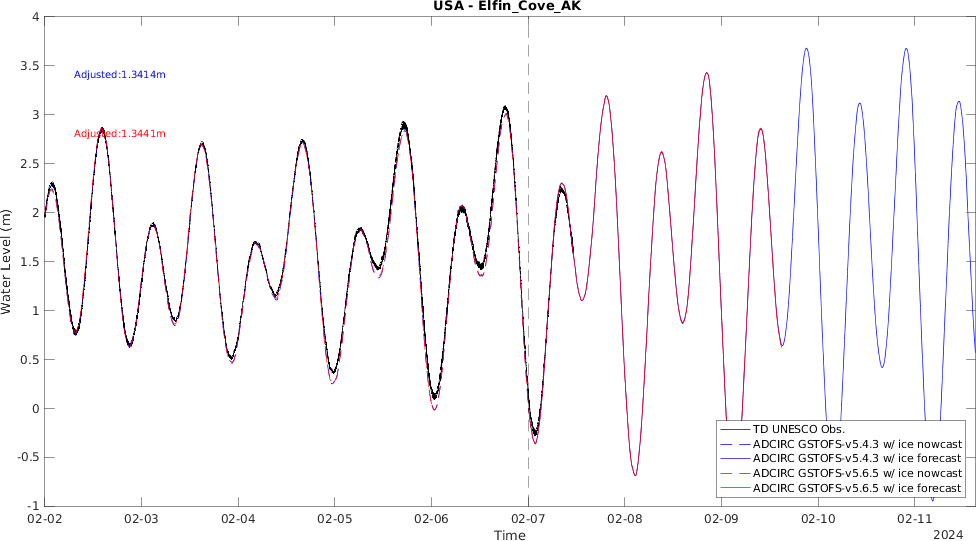 USA - Elfin_Cove_AK
4
3.5
3
2.5
2
1.5
1
0.5
0
-0.5
-1
Water Level (m)
Adjusted:1.3414m
Adjusted:1.3441m
TD UNESCO Obs.
ADCIRC GSTOFS-v5.4.3 w/ ice nowcast
ADCIRC GSTOFS-v5.4.3 w/ ice forecast
ADCIRC GSTOFS-v5.6.5 w/ ice nowcast
ADCIRC GSTOFS-v5.6.5 w/ ice forecast
02-02 02-03 02-04 02-05 02-06 02-07 02-08 02-09 02-10 02-11
Time
2024